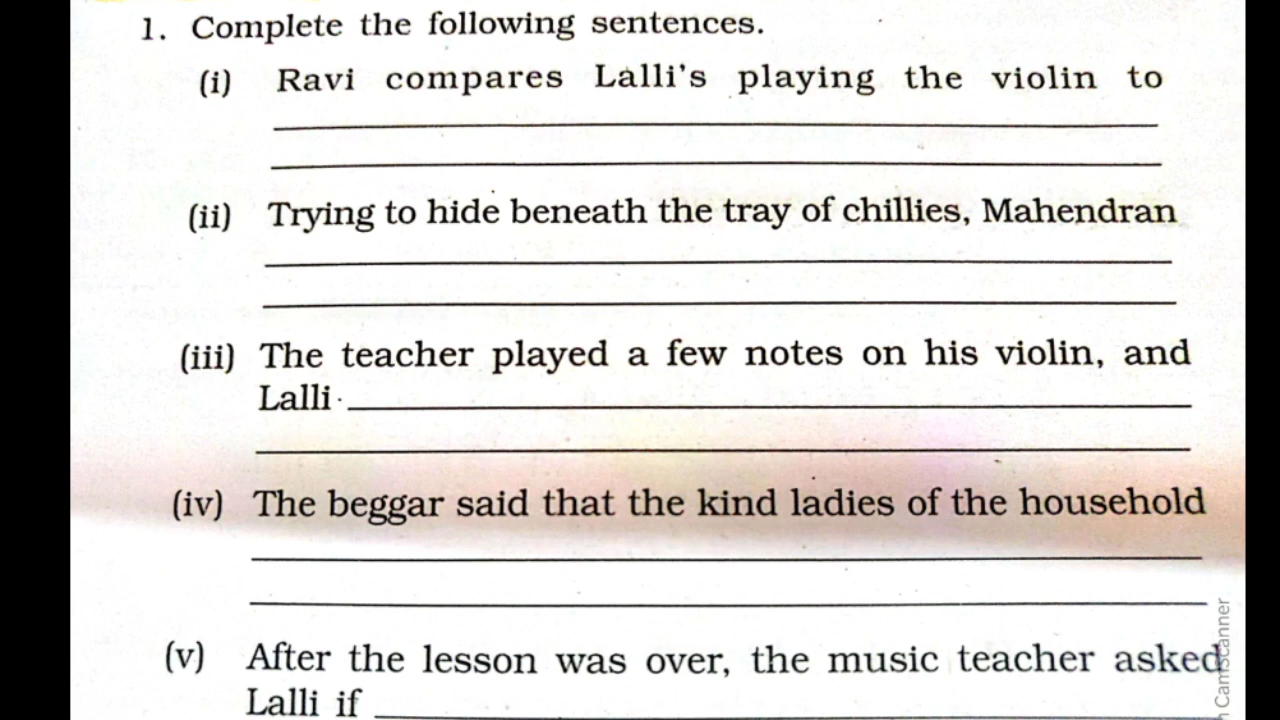 1. Complete the following sentences.
(i) Ravi compares Lalli's playing the violin to
(ii) Trying to hide beneath the tray of chillies, Mahendran
(iii) The teacher played a few notes on his violin, and
Lalli
(iv) The beggar said that the kind ladies of the household
(v) After the lesson was over, the music teacher asked
Lalli if
CamScanner